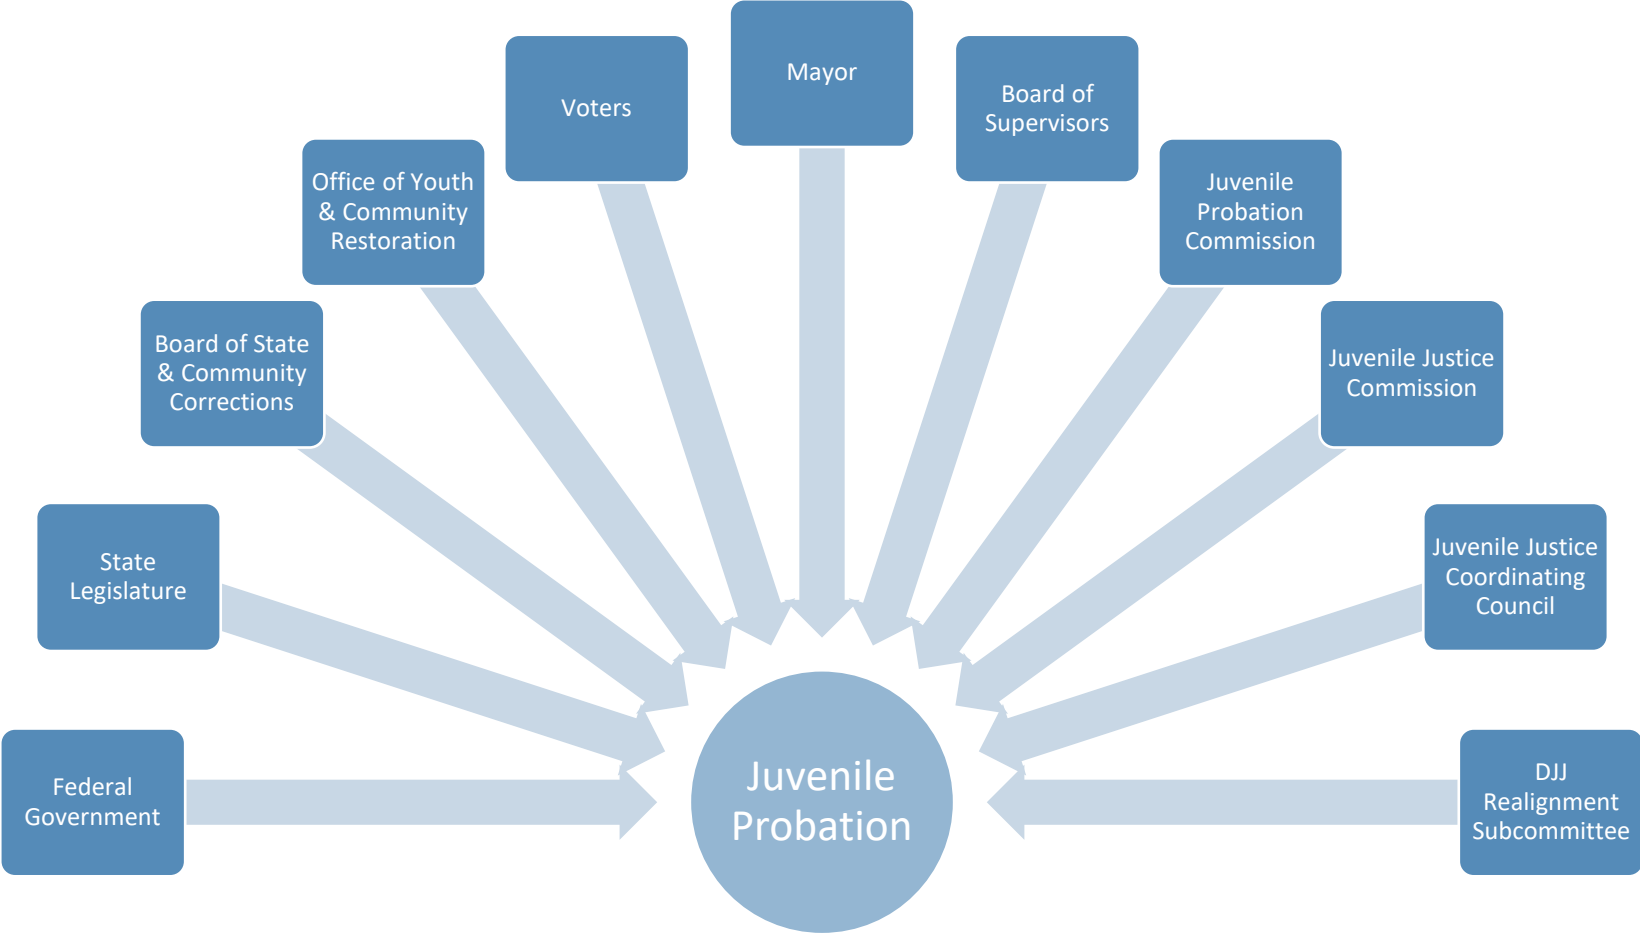 Mayor
Voters
Board of
Supervisors
Office of Youth
& Community
Restoration
Juvenile
Probation
Commission
Board of State
& Community
Corrections
Juvenile Justice
Commission
State
Legislature
Juvenile Justice
Coordinating
Council
Federal
Government
Juvenile
Probation
DJJ
Realignment
Subcommittee